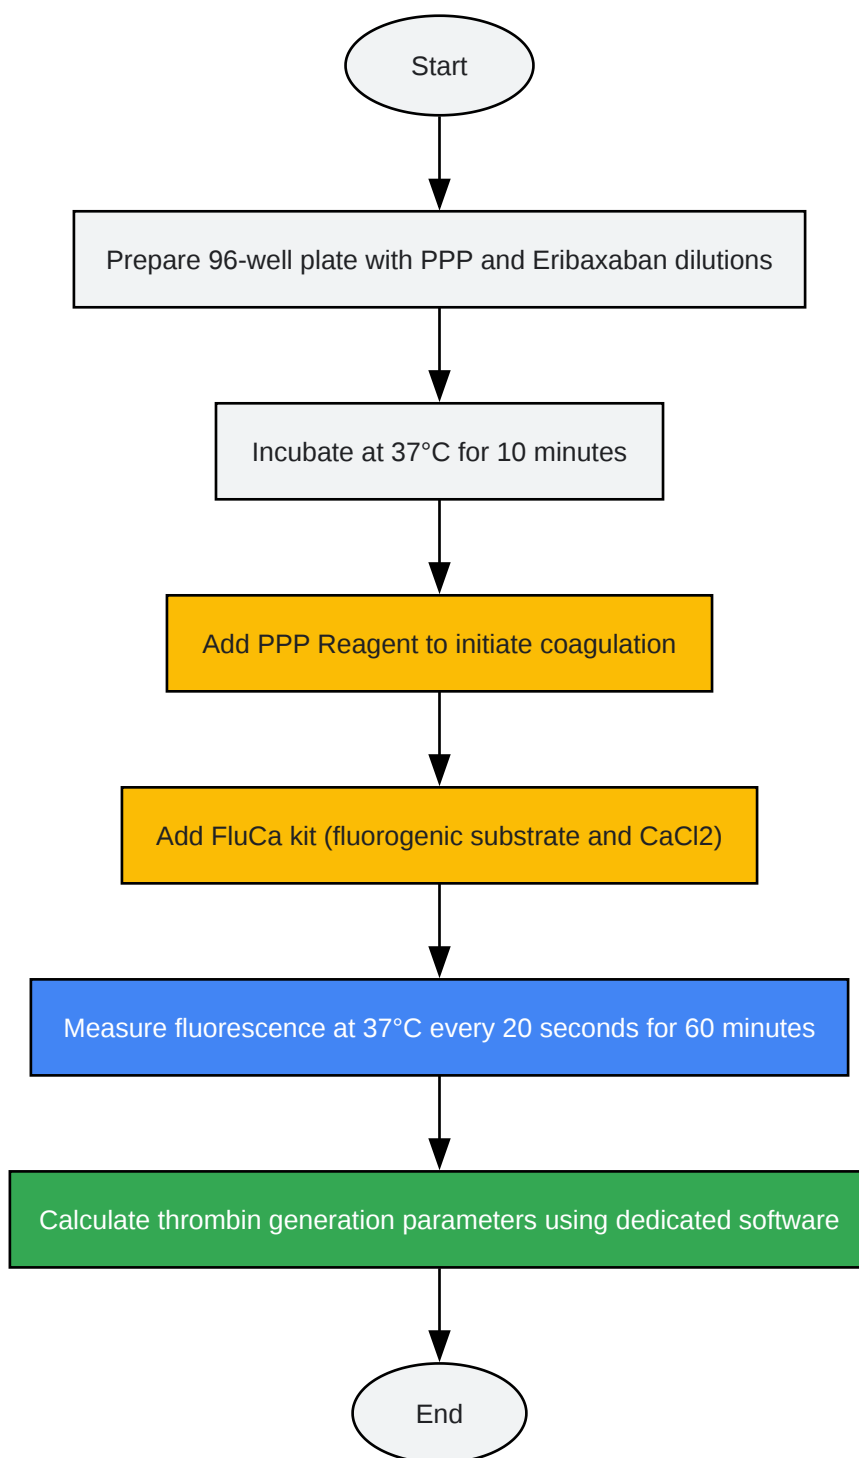 Start
Prepare 96-well plate with PPP and Eribaxaban dilutions
Incubate at 37°C for 10 minutes
Add PPP Reagent to initiate coagulation
Add FluCa kit (fluorogenic substrate and CaCl2)
Measure fluorescence at 37°C every 20 seconds for 60 minutes
Calculate thrombin generation parameters using dedicated software
End